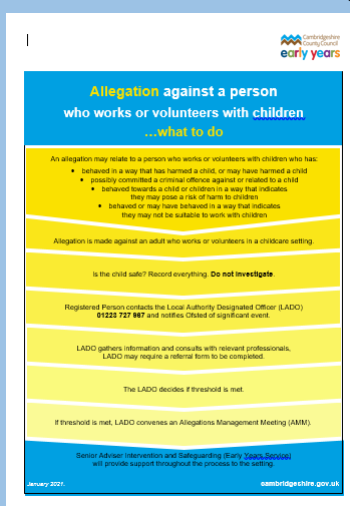 Cambridgeshire
County Council
early years
Allegation against a person
who works or volunteers with children
…what to do
An allegation may relate to a person who works or volunteers with children who has:
• behaved in a way that has harmed a child, or may have harmed a child
• possibly committed a criminal offence against or related to a child
• behaved towards a child or children in a way that indicates
they may pose a risk of harm to children
• behaved or may have behaved in a way that indicates
they may not be suitable to work with children
Allegation is made against an adult who works or volunteers in a childcare setting.
Is the child safe? Record everything. Do not investigate.
Registered Person contacts the Local Authority Designated Officer (LADO)
01223 727 967 and notifies Ofsted of significant event.
LADO gathers information and consults with relevant professionals,
LADO may require a referral form to be completed.
The LADO decides if threshold is met.
If threshold is met, LADO convenes an Allegations Management Meeting (AMM).
Senior Adviser Intervention and Safeguarding (Early Years Service)
will provide support throughout the process to the setting.
January 2021.
cambridgeshire.gov.uk